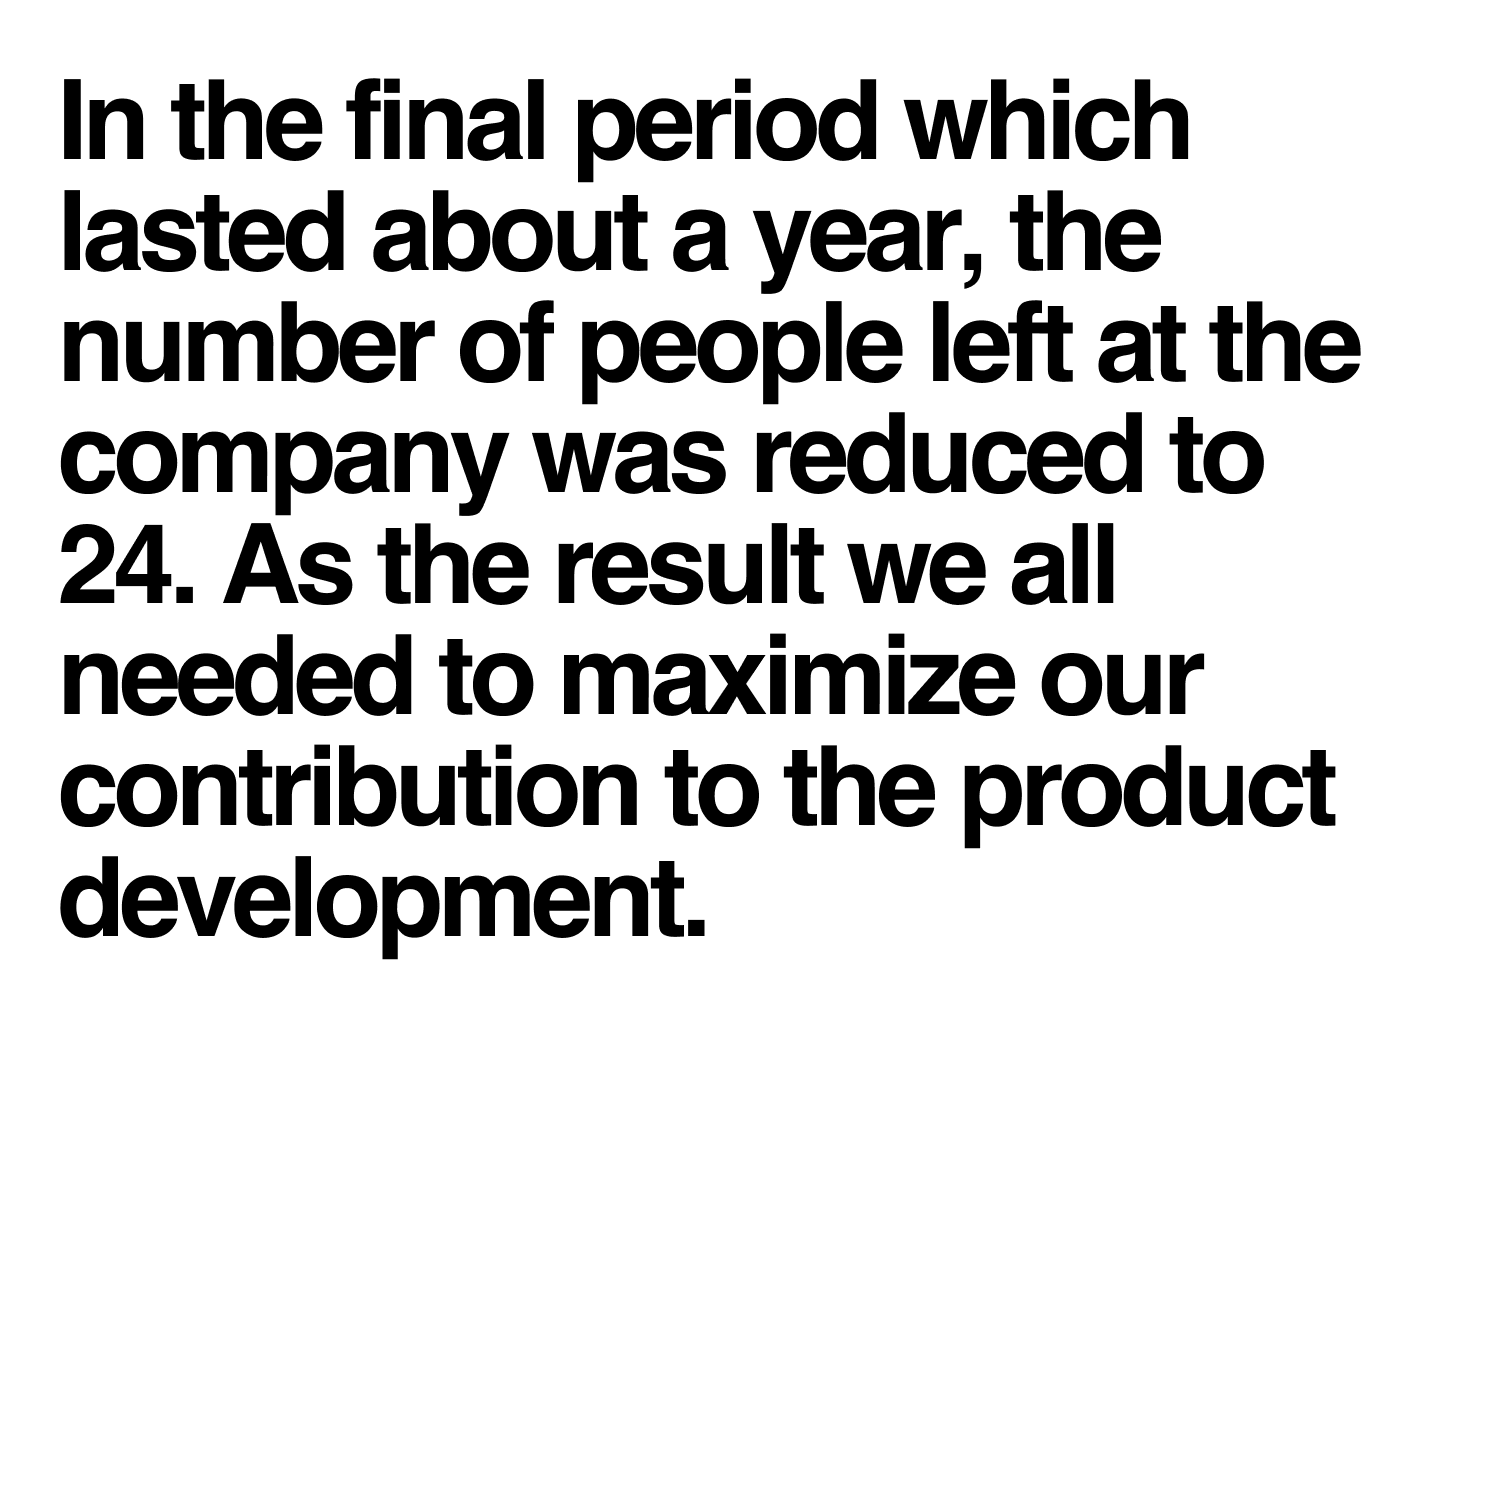 In the final period which
lasted about a year, the
number of people left at the
company was reduced to
24. As the result we all
needed to maximize our
contribution to the product
development.